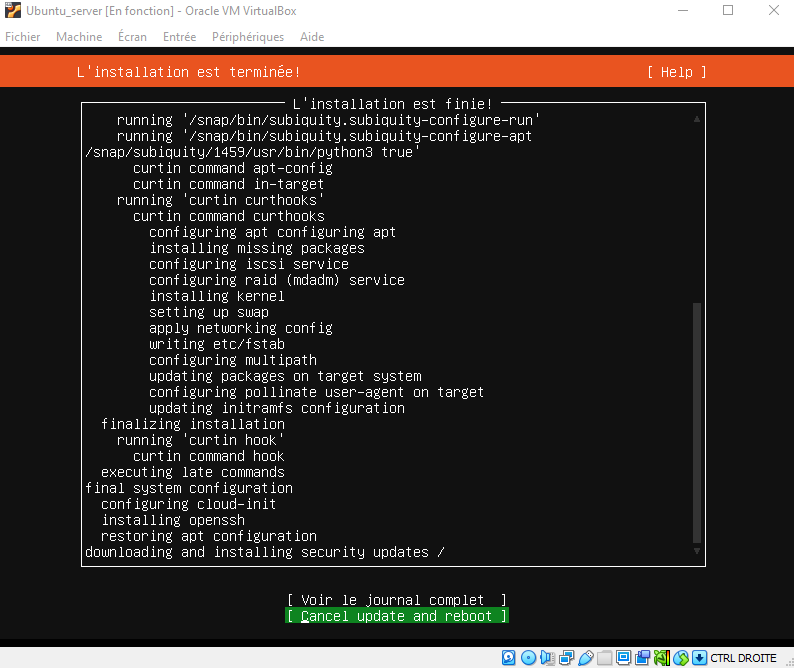 Ubuntu_server [En fonction] - Oracle VM VirtualBox
Fichier Machine Écran Entrée Périphériques Aide
L'installation est terminée! [ Help ]
L'installation est finie!
running '/snap/bin/subiquity.subiquity-configure-run'
running '/snap/bin/subiquity.subiquity-configure-apt
/snap/subiquity/1459/usr/bin/python3 true'
curtin command apt-config
curtin command in-target
running 'curtin curthooks'
curtin command curthooks
configuring apt configuring apt
installing missing packages
configuring iscsi service
configuring raid (mdadm) service
installing kernel
setting up swap
apply networking config
writing etc/fstab
configuring multipath
updating packages on target system
configuring pollinate user-agent on target
updating initramfs configuration
finalizing installation
running 'curtin hook'
curtin command hook
executing late commands
final system configuration
configuring cloud-init
installing openssh
restoring apt configuration
downloading and installing security updates /
[ Voir le journal complet ]
[ Cancel update and reboot ]
CTRL DROITE